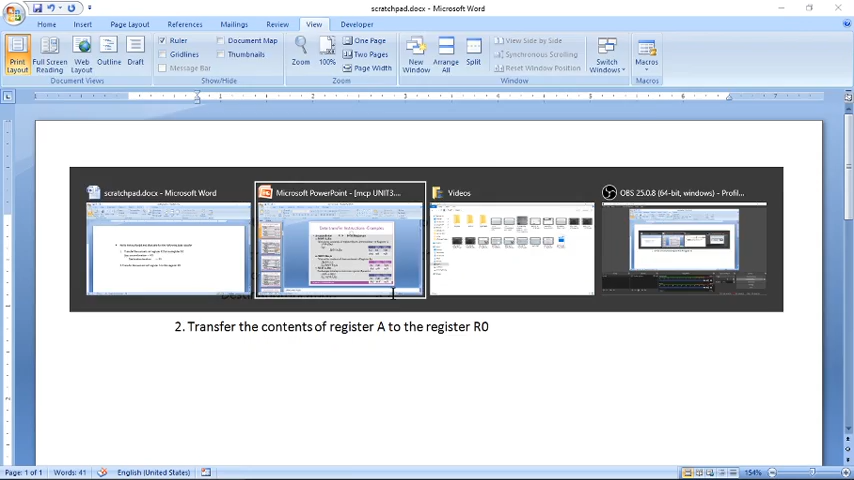 scratchpad.docx - Microsoft Word
Home Insert Page Layout References Mailings Review View Developer
Print Layout
Full Screen Reading
Web Layout
Outline
Draft
Document Views
Ruler
Gridlines
Message Bar
Document Map
Thumbnails
Show/Hide
Zoom
100%
One Page
Two Pages
Page Width
Zoom
New Window
Arrange All
Split
View Side by Side
Synchronous Scrolling
Reset Window Position
Window
Switch Windows
Macros
Macros
scratchpad.docx - Microsoft Word
Microsoft PowerPoint - [mcp UNIT3....
Videos
OBS 25.0.8 (64-bit, windows) - Profil...
Data transfer Instructions: Examples
2. Transfer the contents of register A to the register R0
Page: 1 of 1 Words: 41 English (United States) 154%